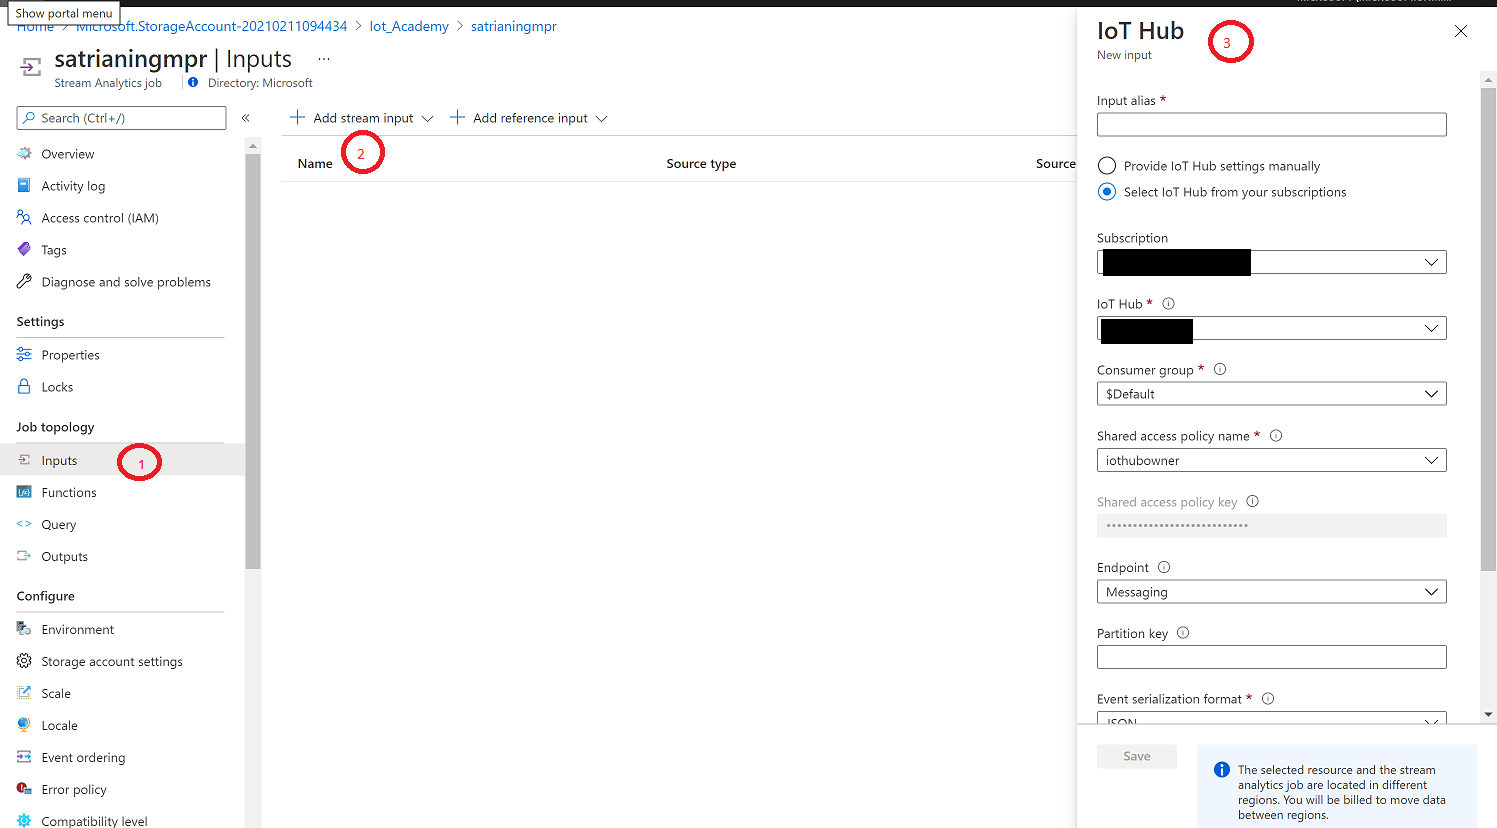 Show portal menu
Home > Microsoft.StorageAccount-20210211094434 > Iot_Academy > satrianingmpr
satrianingmpr | Inputs ...
Stream Analytics job
Directory: Microsoft
Search (Ctrl+/)
«
Overview
Activity log
Access control (IAM)
Tags
Diagnose and solve problems
Settings
Properties
Locks
Job topology
Inputs
1
Functions
Query
Outputs
Configure
Environment
Storage account settings
Scale
Locale
Event ordering
Error policy
Compatibility level
Add stream input
Add reference input
2
Name
Source type
Source
IoT Hub
3
New input
Input alias *
Provide IoT Hub settings manually
Select IoT Hub from your subscriptions
Subscription
IoT Hub *
Consumer group *
$Default
Shared access policy name *
iothubowner
Shared access policy key
Endpoint
Messaging
Partition key
Event serialization format *
JSON
Save
The selected resource and the stream
analytics job are located in different
regions. You will be billed to move data
between regions.